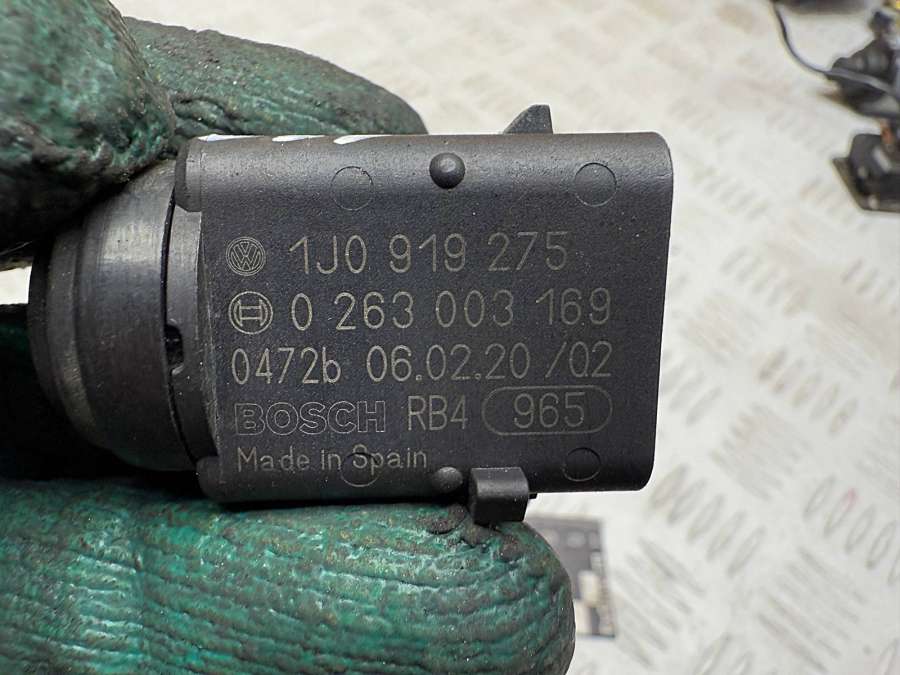 1J0 919 275
0 263 003 169
0472b 06.02.20 /02
BOSCH RB4 965
Made in Spain